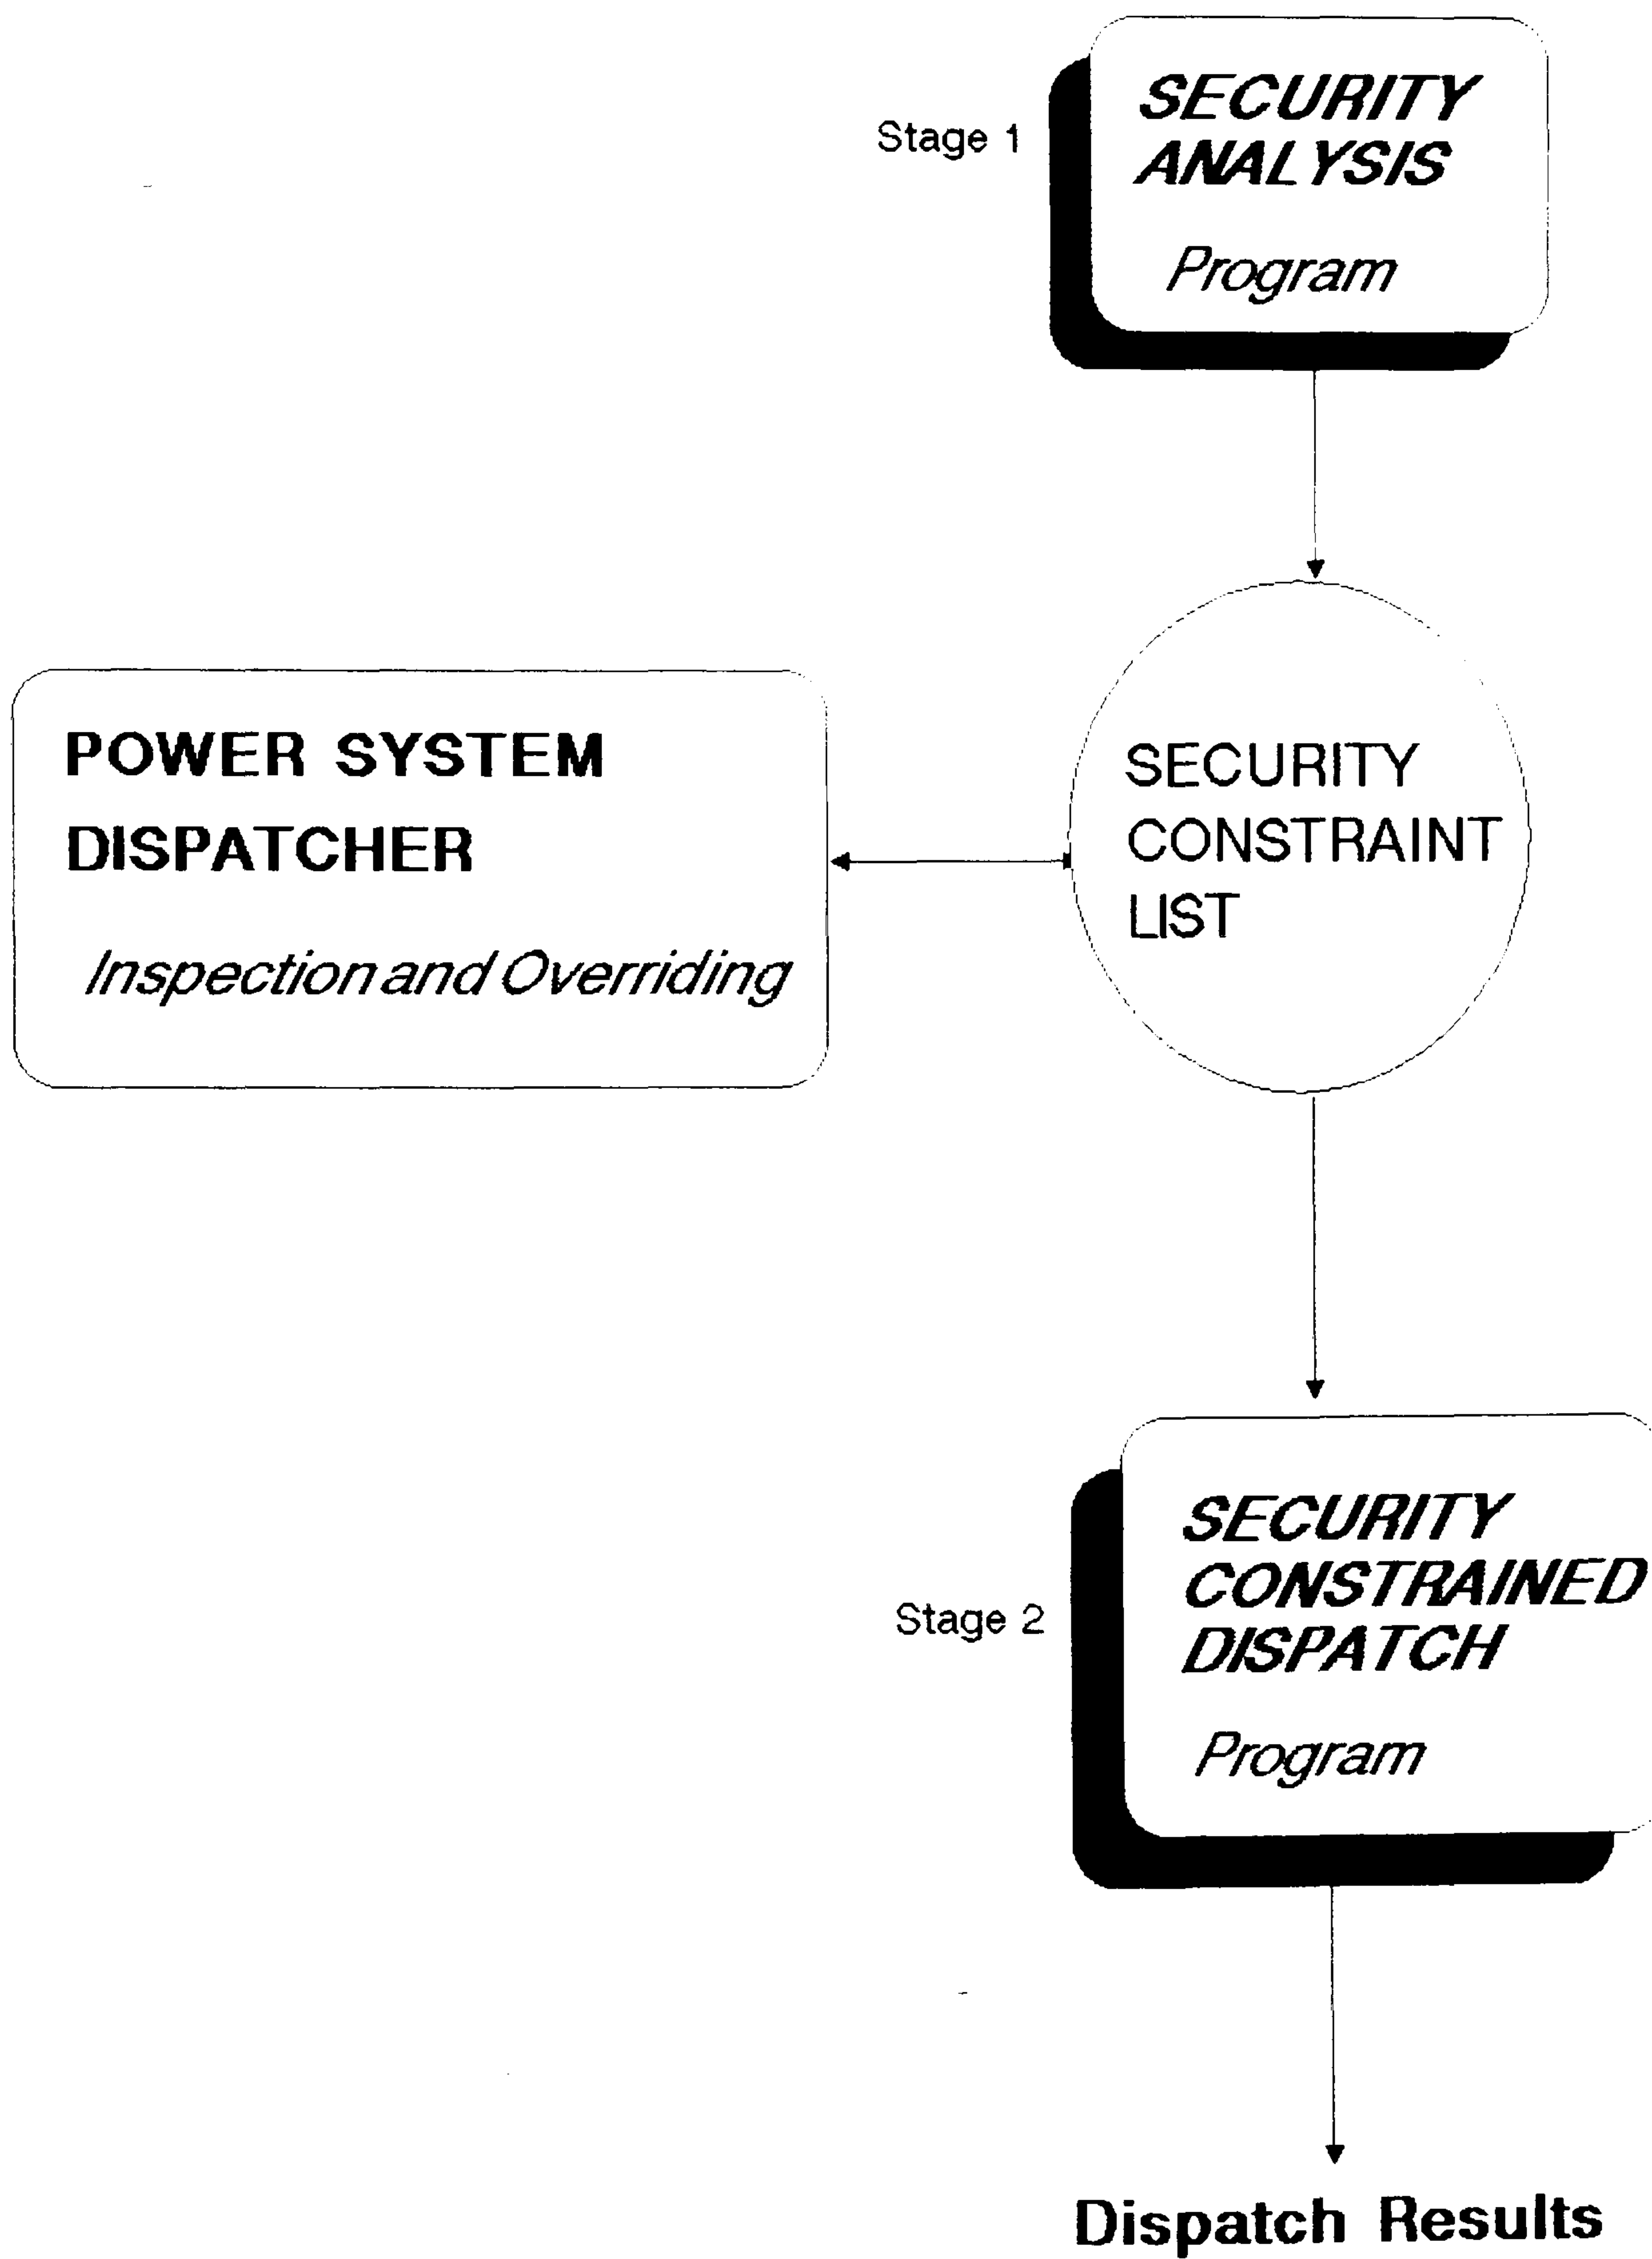 Stage 1
SECURITY
ANALYSIS
Program
POWER SYSTEM
DISPATCHER
Inspection and Overriding
SECURITY
CONSTRAINT
LIST
Stage 2
SECURITY
CONSTRAINED
DISPATCH
Program
Dispatch Results